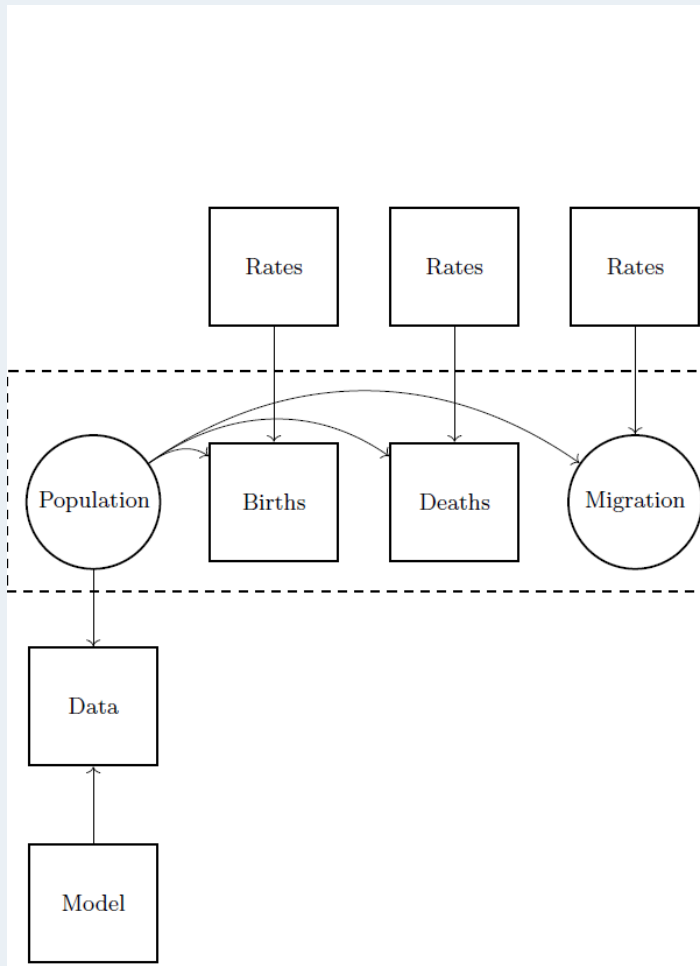 Rates
Rates
Rates
Population
Births
Deaths
Migration
Data
Model